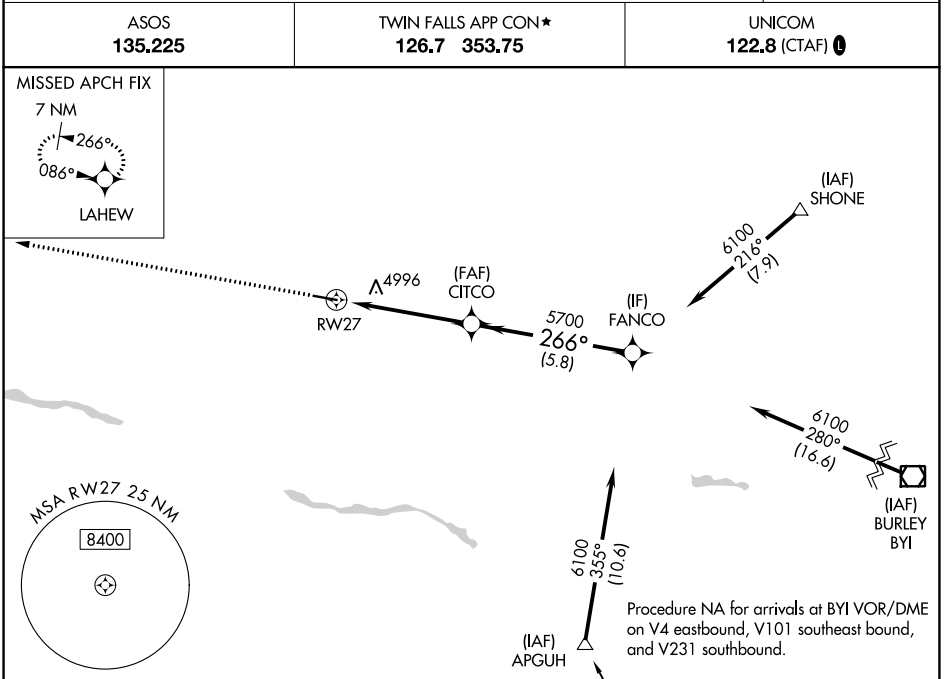 ASOS
135.225
TWIN FALLS APP CON★
126.7 353.75
UNICOM
122.8 (CTAF) L
MISSED APCH FIX
7 NM
266°
086°
LAHEW
(IAF)
SHONE
6100
216°
(7.9)
4996
(FAF)
CITCO
RW27
5700
266°
(5.8)
(IF)
FANCO
6100
280°
(16.6)
(IAF)
BURLEY
BYI
MSA RW27 25 NM
8400
6100
355°
(10.6)
(IAF)
APGUH
Procedure NA for arrivals at BYI VOR/DME
on V4 eastbound, V101 southeast bound,
and V231 southbound.